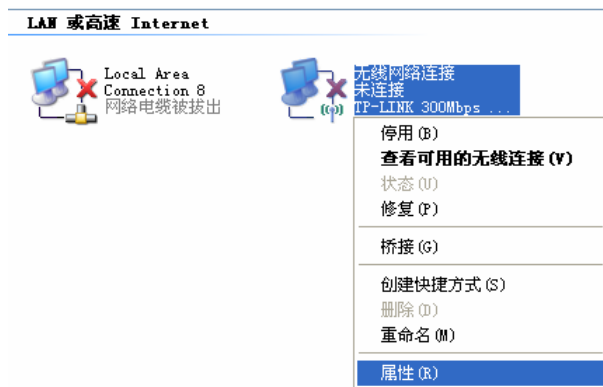 LAN 或高速 Internet
Local Area
Connection 8
网络电缆被拔出
无线网络连接
未连接
TP-LINK 300Mbps ...
停用(B)
查看可用的无线连接(V)
状态(U)
修复(P)
桥接(G)
创建快捷方式(S)
删除(D)
重命名(M)
属性(R)